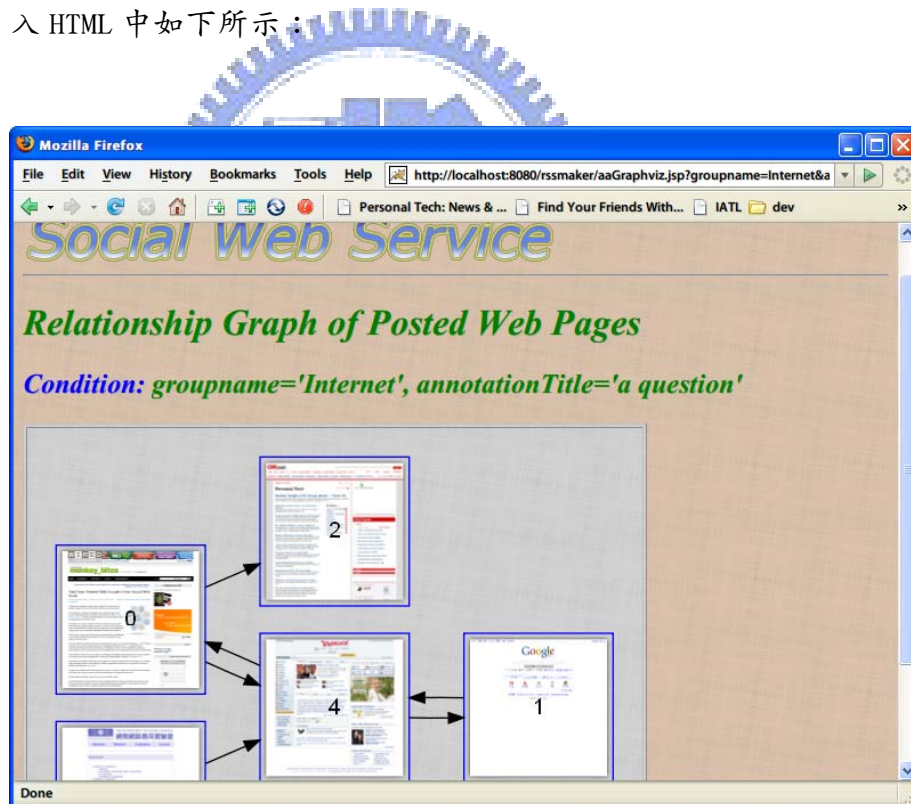 入 HTML 中如下所示：
Mozilla Firefox
File Edit View History Bookmarks Tools Help http://localhost:8080/rssmaker/aaGraphviz.jsp?groupname=Internet&a
Personal Tech: News & ... Find Your Friends With... IATL dev »
Social Web Service
Relationship Graph of Posted Web Pages
Condition: groupname='Internet', annotationTitle='a question'
2
monkey_bites
0
YAHOO!
4
Google
1
Done